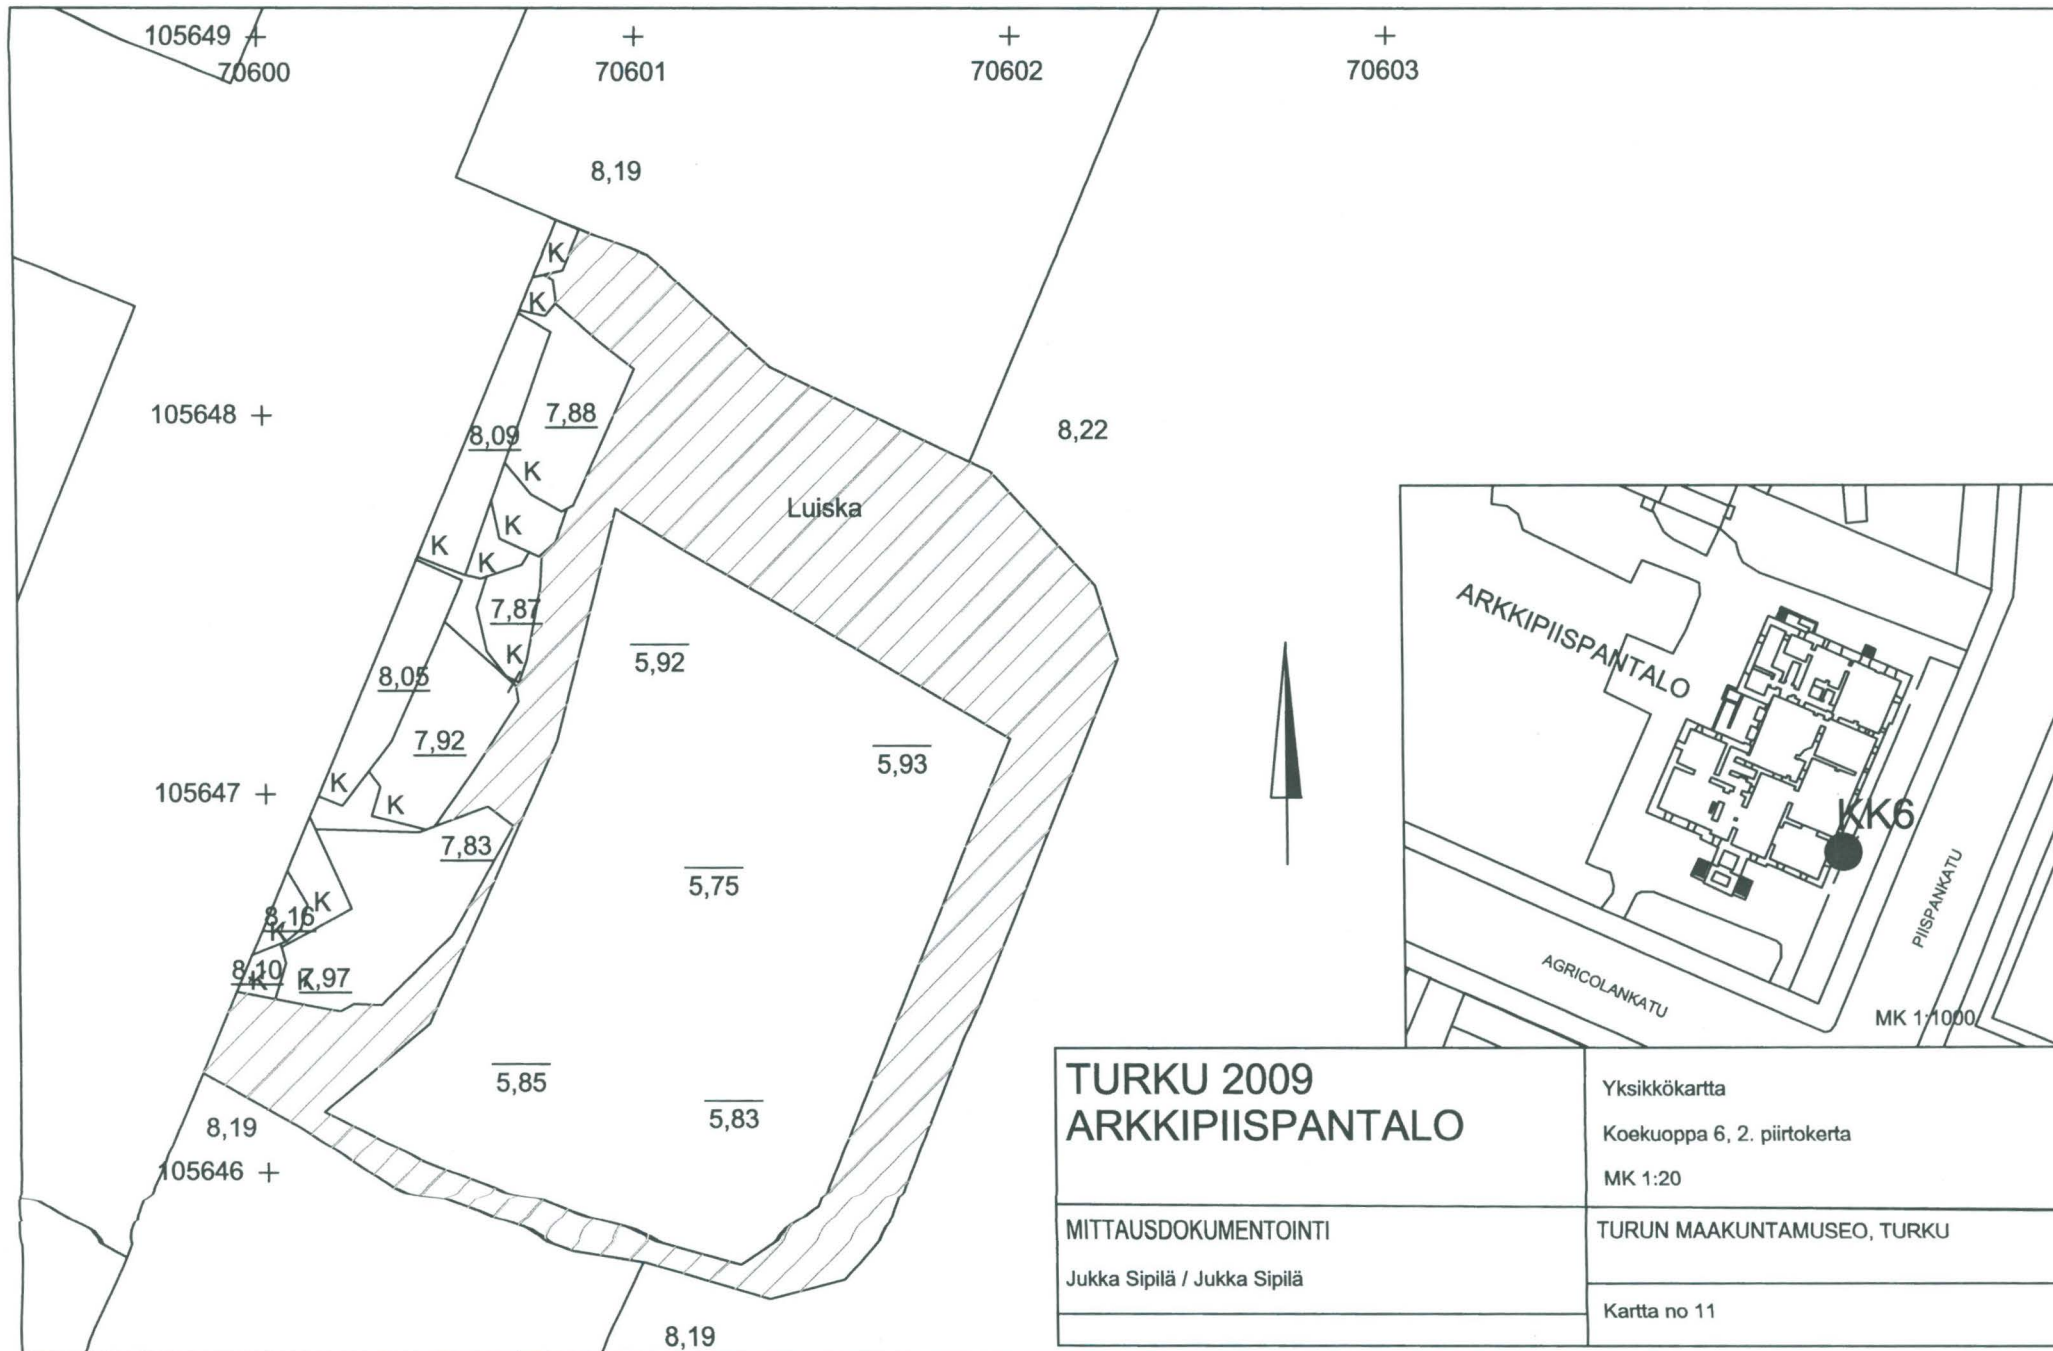 105649
70600
70601
70602
70603
8,19
K
K
105648
8,09
7,88
K
8,22
Luiska
K
K
K
7,87
K
5,92
8,05
7,92
5,93
105647
K
K
7,83
5,75
8,16
K
K
8,10
K
K
7,97
5,85
5,83
8,19
105646
8,19
ARKKIPIISPANTALO
KK6
PIISPANKATU
AGRICOLANKATU
MK 1:1000
TURKU 2009
ARKKIPIISPANTALO
Yksikkökartta
Koekuoppa 6, 2. piirtokerta
MK 1:20
MITTAUSDOKUMENTOINTI
Jukka Sipilä / Jukka Sipilä
TURUN MAAKUNTAMUSEO, TURKU
Kartta no 11